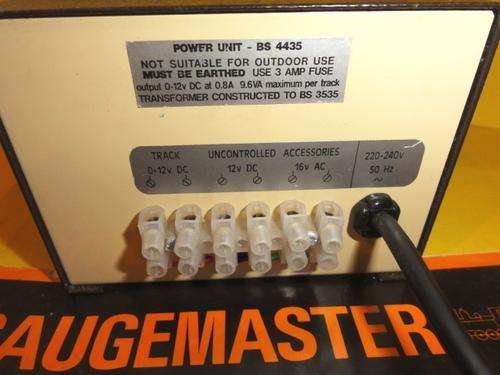 POWER UNIT - BS 4435
NOT SUITABLE FOR OUTDOOR USE
MUST BE EARTHED USE 3 AMP FUSE
output 0-12v DC at 0.8A 9.6VA maximum per track
TRANSFORMER CONSTRUCTED TO BS 3535
TRACK UNCONTROLLED ACCESSORIES 220-240V
0-12v DC 12v DC 16v AC 50 Hz
~
GAUGEMASTER